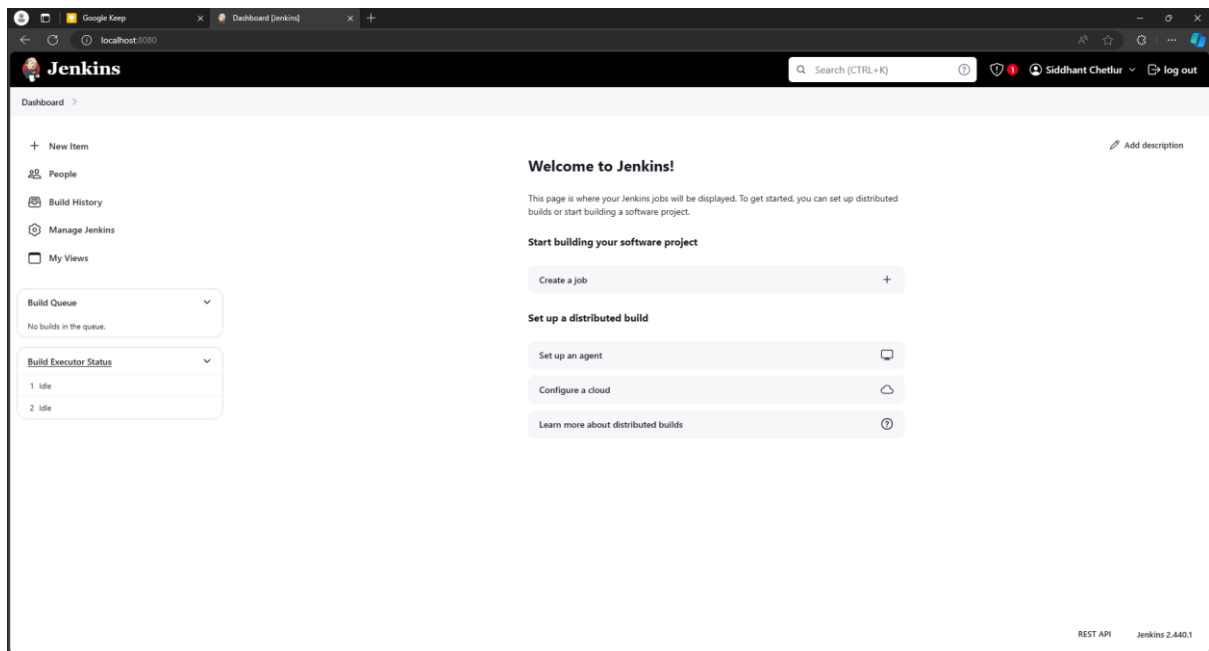 Google Keep
Dashboard [Jenkins]
localhost:8080
Jenkins
Search (CTRL+K)
1
Siddhant Chetlur
log out
Dashboard
New Item
People
Build History
Manage Jenkins
My Views
Build Queue
No builds in the queue.
Build Executor Status
1 Idle
2 Idle
Add description
Welcome to Jenkins!
This page is where your Jenkins jobs will be displayed. To get started, you can set up distributed
builds or start building a software project.
Start building your software project
Create a job
Set up a distributed build
Set up an agent
Configure a cloud
Learn more about distributed builds
REST API
Jenkins 2.440.1